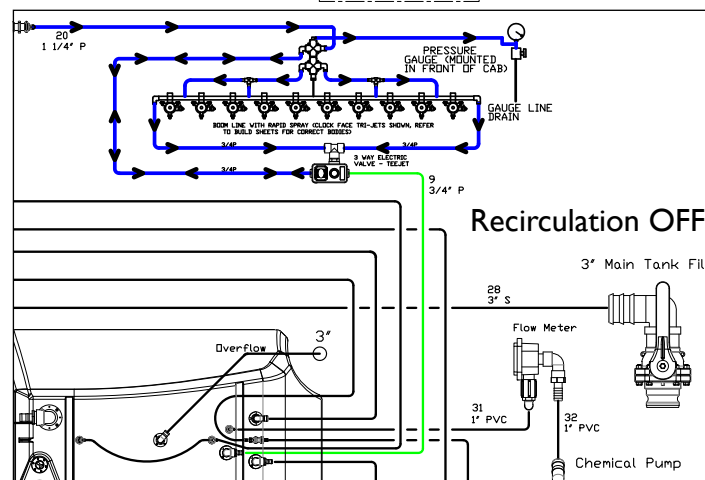 20
1 1/4" P
PRESSURE
GAUGE (MOUNTED
IN FRONT OF CAB)
GAUGE LINE
DRAIN
BOOM LINE WITH RAPID SPRAY (CLOCK FACE TRI-JETS SHOWN, REFER
TO BUILD SHEETS FOR CORRECT BODIES)
3/4P
3/4P
3 WAY ELECTRIC
VALVE - TEEJET
3/4P
9
3/4" P
Recirculation OFF
3" Main Tank Fil
28
3" S
Flow Meter
3"
Overflow
31
1" PVC
32
1" PVC
Chemical Pump